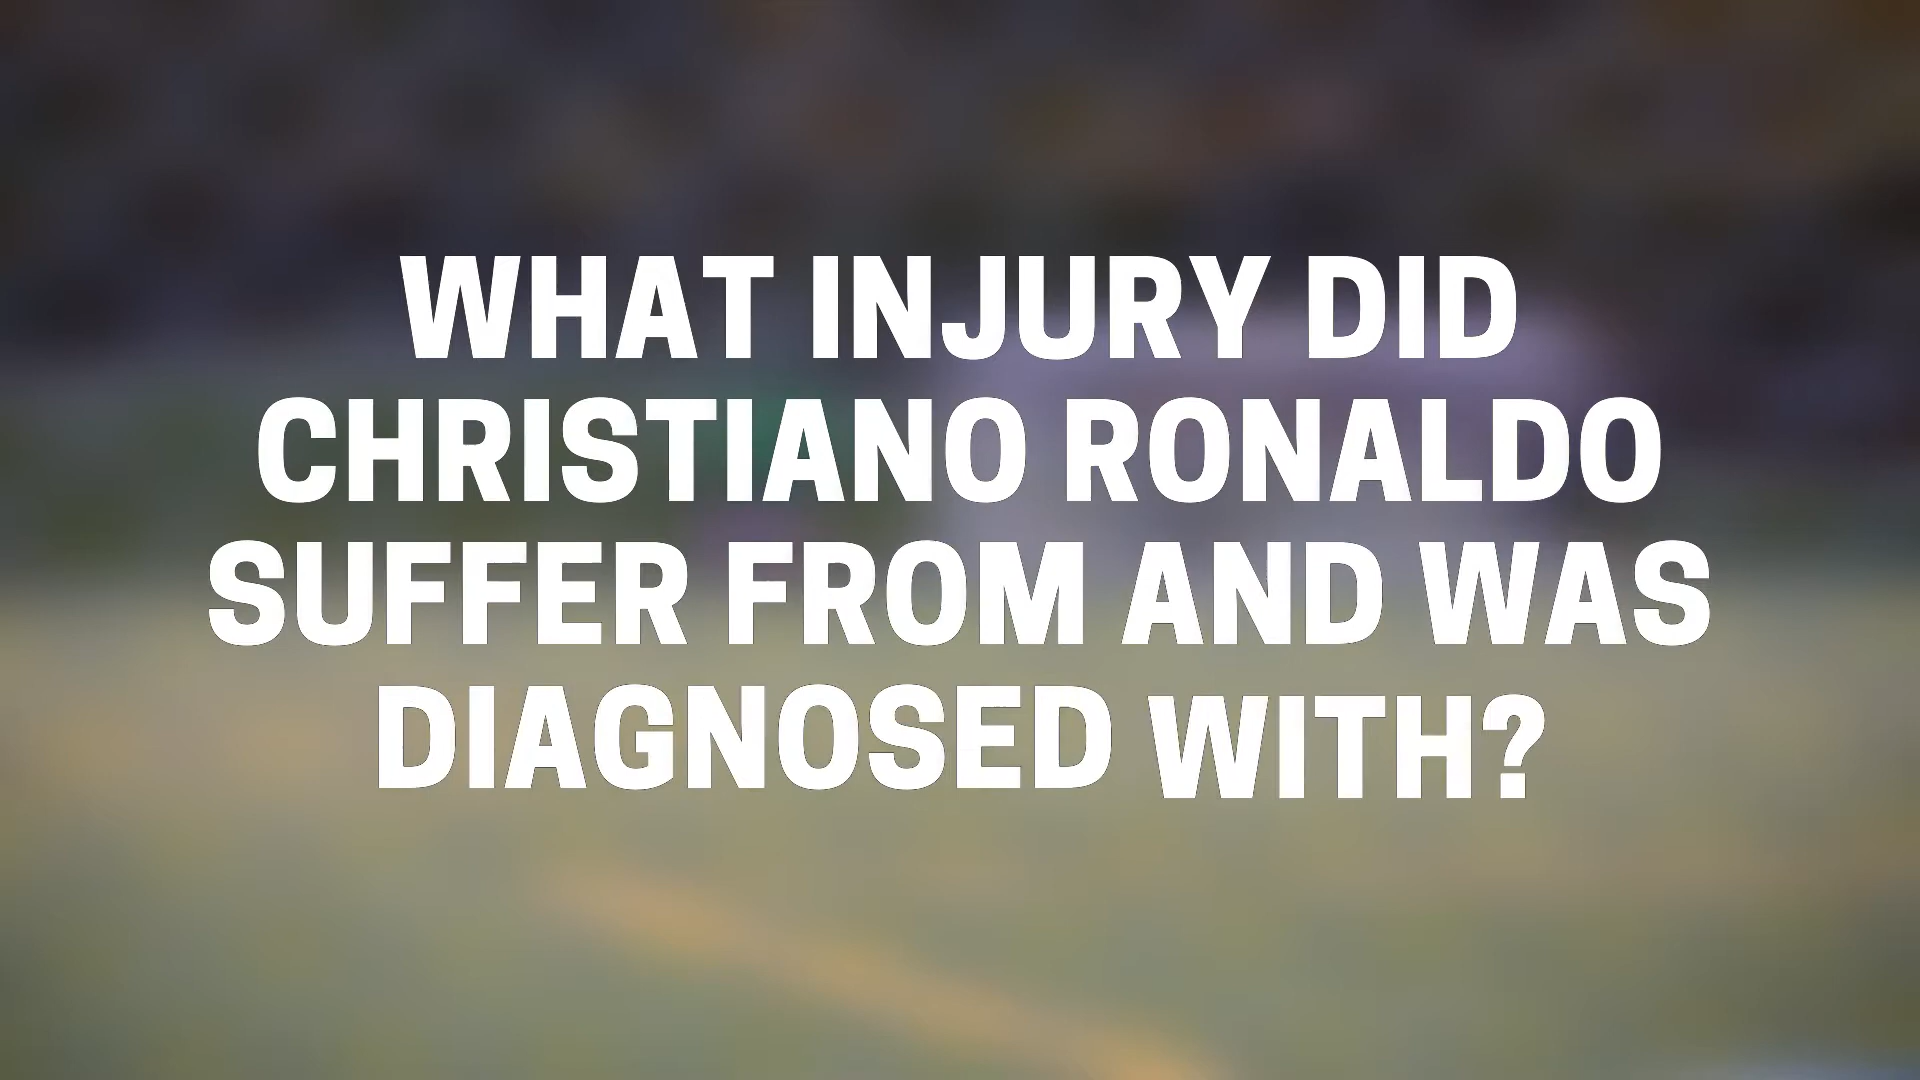 WHAT INJURY DID
CHRISTIANO RONALDO
SUFFER FROM AND WAS
DIAGNOSED WITH?